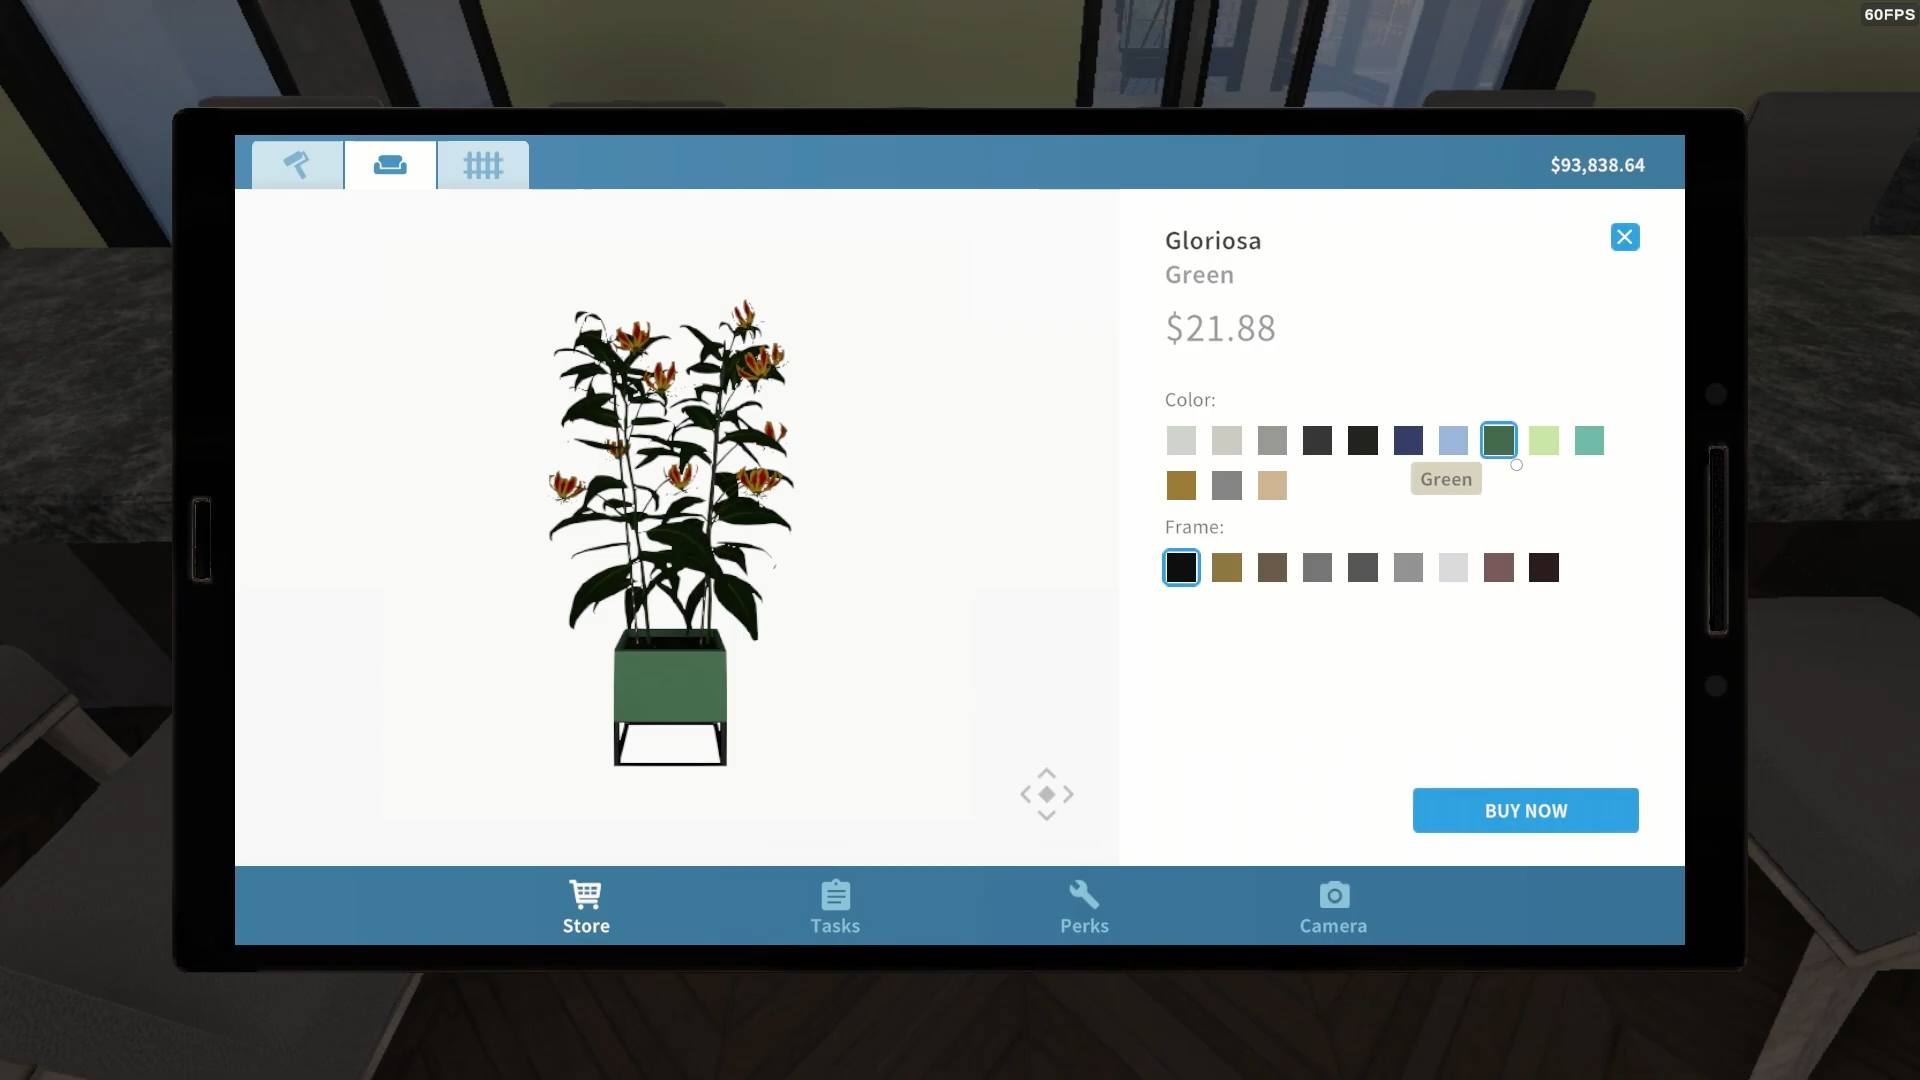 60FPS
$93,838.64
Gloriosa
Green
$21.88
Color:
Green
Frame:
BUY NOW
Store
Tasks
Perks
Camera